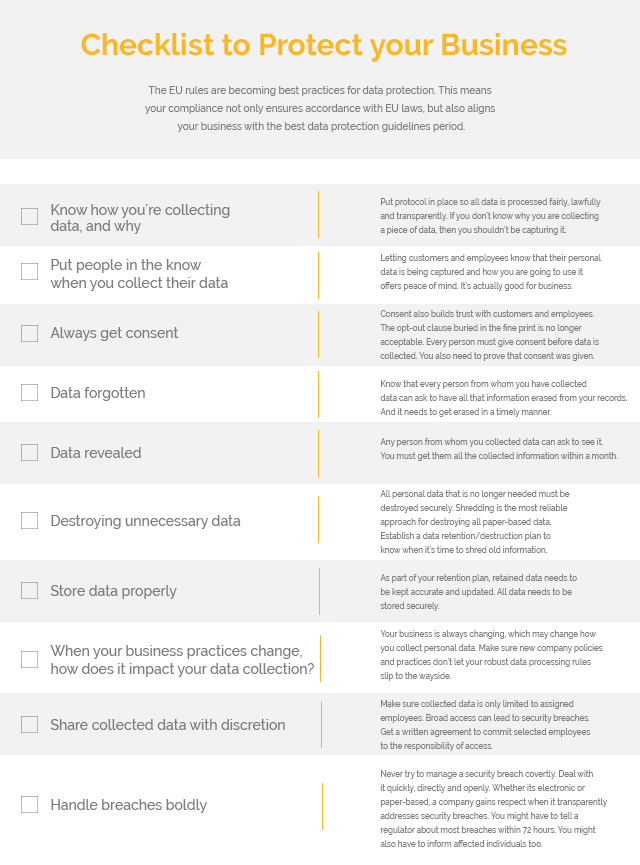 Checklist to Protect your Business
The EU rules are becoming best practices for data protection. This means
your compliance not only ensures accordance with EU laws, but also aligns
your business with the best data protection guidelines period.
Know how you're collecting
data, and why
Put protocol in place so all data is processed fairly, lawfully
and transparently. If you don't know why you are collecting
a piece of data, then you shouldn't be capturing it.
Put people in the know
when you collect their data
Letting customers and employees know that their personal
data is being captured and how you are going to use it
offers peace of mind. It's actually good for business.
Always get consent
Consent also builds trust with customers and employees.
The opt-out clause buried in the fine print is no longer
acceptable. Every person must give consent before data is
collected. You also need to prove that consent was given.
Data forgotten
Know that every person from whom you have collected
data can ask to have all that information erased from your records.
And it needs to get erased in a timely manner.
Data revealed
Any person from whom you collected data can ask to see it.
You must get them all the collected information within a month.
Destroying unnecessary data
All personal data that is no longer needed must be
destroyed securely. Shredding is the most reliable
approach for destroying all paper-based data.
Establish a data retention/destruction plan to
know when it's time to shred old information.
Store data properly
As part of your retention plan, retained data needs to
be kept accurate and updated. All data needs to be
stored securely.
When your business practices change,
how does it impact your data collection?
Your business is always changing, which may change how
you collect personal data. Make sure new company policies
and practices don't let your robust data processing rules
slip to the wayside.
Share collected data with discretion
Make sure collected data is only limited to assigned
employees. Broad access can lead to security breaches.
Get a written agreement to commit selected employees
to the responsibility of access.
Handle breaches boldly
Never try to manage a security breach covertly. Deal with
it quickly, directly and openly. Whether its electronic or
paper-based, a company gains respect when it transparently
addresses security breaches. You might have to tell a
regulator about most breaches within 72 hours. You might
also have to inform affected individuals too.